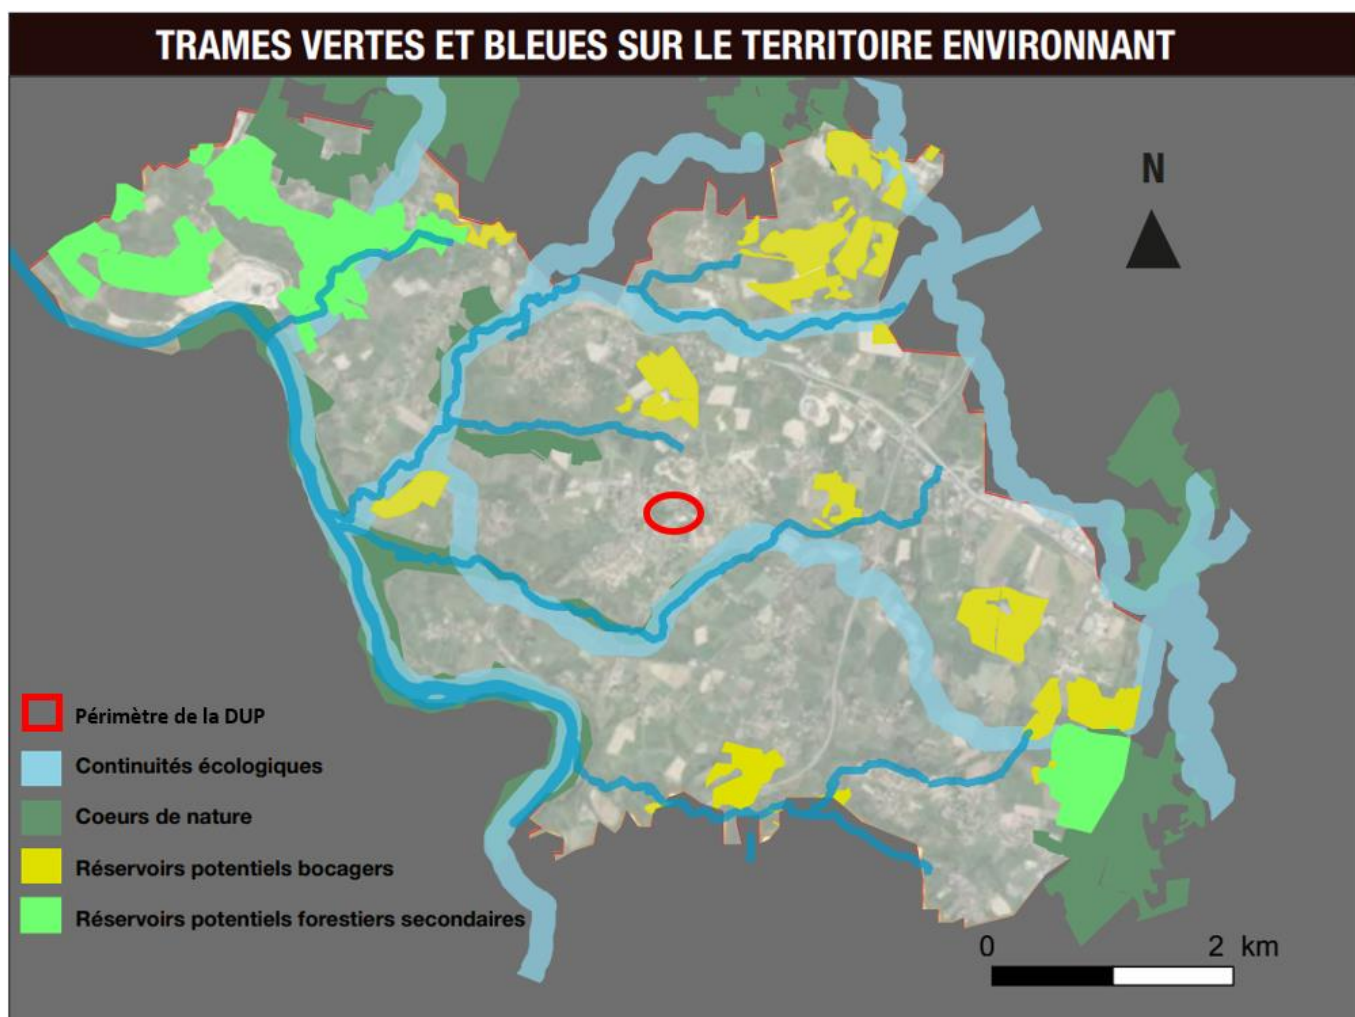 TRAMES VERTES ET BLEUES SUR LE TERRITOIRE ENVIRONNANT
N
Périmètre de la DUP
Continuités écologiques
Coeurs de nature
Réservoirs potentiels bocagers
Réservoirs potentiels forestiers secondaires
0 2 km